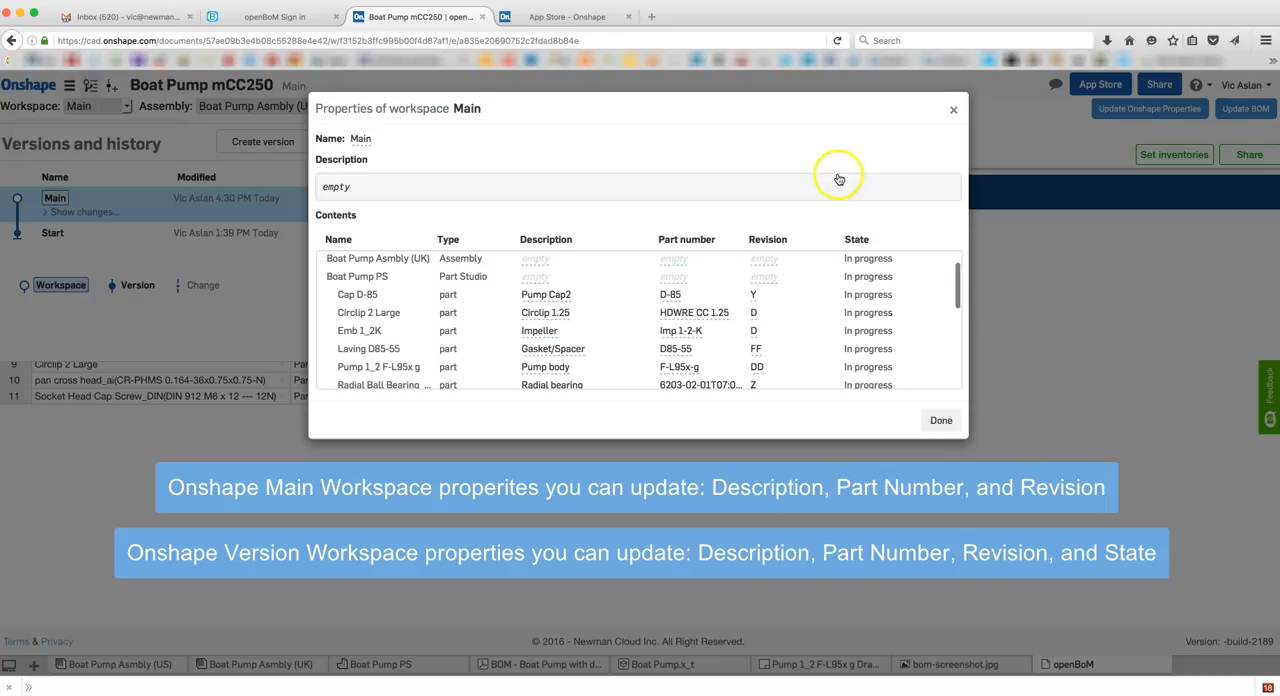 Inbox (520) - vic@newman...
openBoM Sign in
Boat Pump mCC250 | open...
App Store - Onshape
https://cad.onshape.com/documents/57ae09b3e4b08c55288e4e42/w/f3152b3ffc995b00f4d87af1/e/a835e20690752c2fdad8b84e
Search
Onshape
Boat Pump mCC250 Main
App Store
Share
Vic Aslan
Workspace: Main
Assembly: Boat Pump Asmbly (U
Update Onshape Properties
Update BOM
Versions and history
Create version
Set inventories
Share
Name Modified
Main Vic Aslan 4:30 PM Today
> Show changes...
Start Vic Aslan 1:39 PM Today
Workspace Version Change
Properties of workspace Main
Name: Main
Description
empty
Contents
Name Type Description Part number Revision State
Boat Pump Asmbly (UK) Assembly empty empty empty In progress
Boat Pump PS Part Studio empty empty empty In progress
Cap D-85 part Pump Cap2 D-85 Y In progress
Circlip 2 Large part Circlip 1.25 HDWRE CC 1.25 D In progress
Emb 1_2K part Impeller Imp 1-2-K D In progress
Laving D85-55 part Gasket/Spacer D85-55 FF In progress
Pump 1_2 F-L95x g part Pump body F-L95x-g DD In progress
Radial Ball Bearing ... part Radial bearing 6203-02-01T07:0... Z In progress
Done
9 Circlip 2 Large Par
10 pan cross head_ai(CR-PHMS 0.164-36x0.75x0.75-N) Part
11 Socket Head Cap Screw_DIN(DIN 912 M6 x 12 --- 12N) Part
Feedback
Onshape Main Workspace properites you can update: Description, Part Number, and Revision
Onshape Version Workspace properties you can update: Description, Part Number, Revision, and State
Terms & Privacy
© 2016 - Newman Cloud Inc. All Right Reserved.
Version: -build-2189
Boat Pump Asmbly (US)
Boat Pump Asmbly (UK)
Boat Pump PS
BOM - Boat Pump with d...
Boat Pump.x_t
Pump 1_2 F-L95x g Dra...
bom-screenshot.jpg
openBoM
18